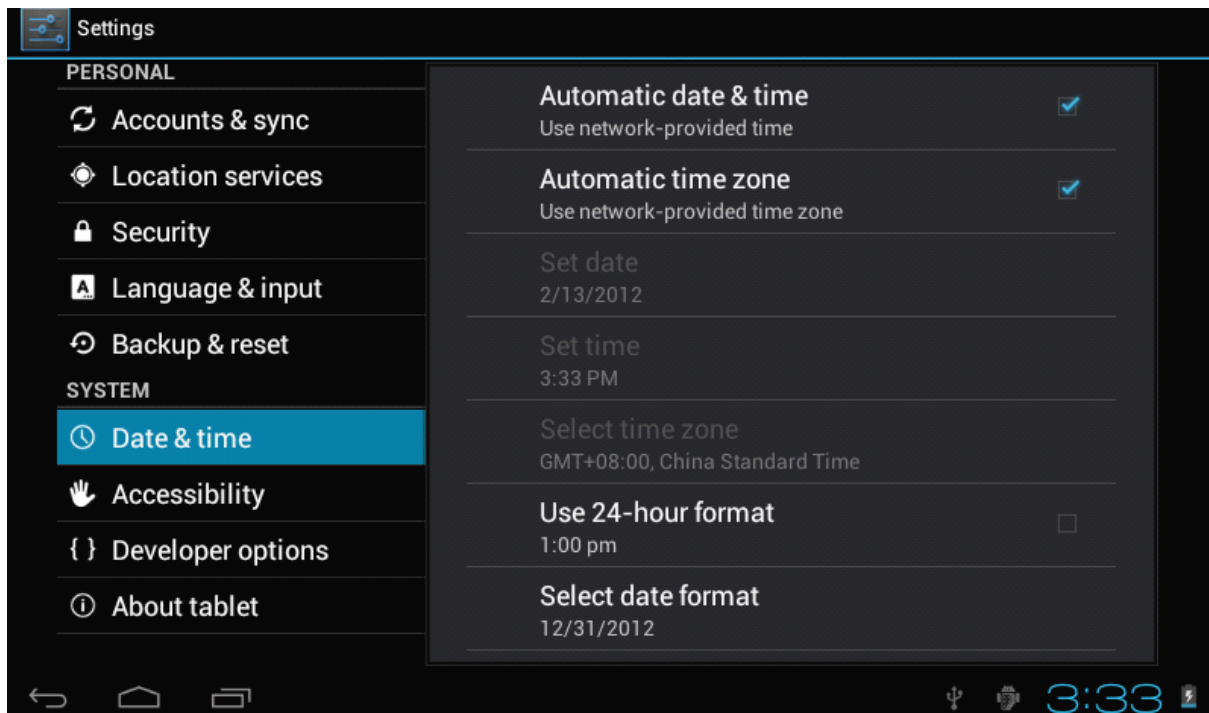 Settings
PERSONAL
Accounts & sync
Location services
Security
Language & input
Backup & reset
SYSTEM
Date & time
Accessibility
{ } Developer options
About tablet
Automatic date & time
Use network-provided time
Automatic time zone
Use network-provided time zone
Set date
2/13/2012
Set time
3:33 PM
Select time zone
GMT+08:00, China Standard Time
Use 24-hour format
1:00 pm
Select date format
12/31/2012
3:33